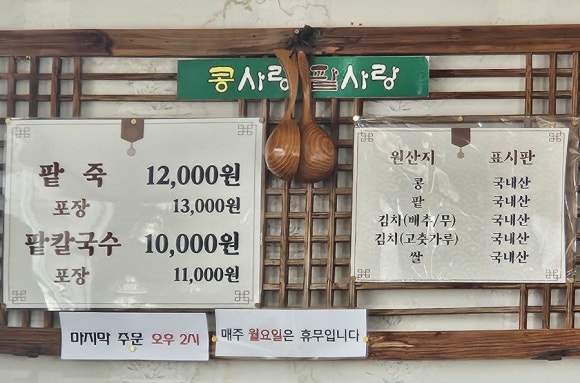 콩사랑 팥사랑
팥 죽 12,000원
포장 13,000원
팥칼국수 10,000원
포장 11,000원
원산지 표시판
콩 국내산
팥 국내산
김치(배추/무) 국내산
김치(고춧가루) 국내산
쌀 국내산
마지막 주문 오후 2시
매주 월요일은 휴무입니다